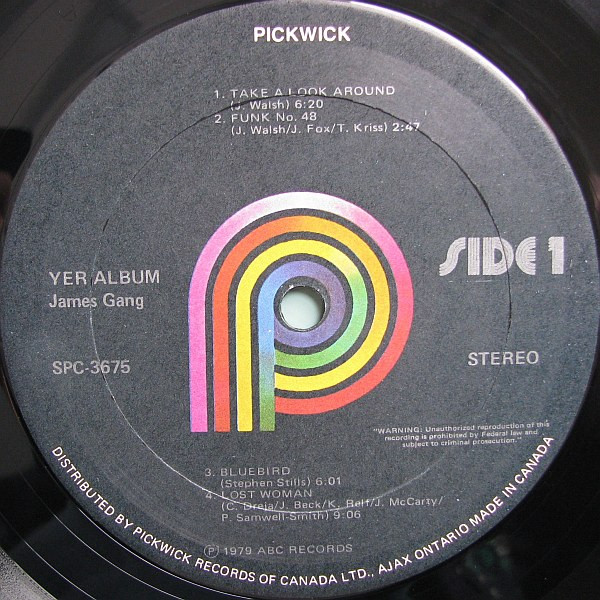 PICKWICK
1. TAKE A LOOK AROUND
(J. Walsh) 6:20
2. FUNK No. 48
(J. Walsh/J. Fox/T. Kriss) 2:47
SIDE 1
YER ALBUM
James Gang
SPC-3675
STEREO
"WARNING: Unauthorized reproduction of this
recording is prohibited by Federal law and
subject to criminal prosecution."
3. BLUEBIRD
(Stephen Stills) 6:01
4. LOST WOMAN
(C. Dreja/J. Beck/K. Relf/J. McCarty/
P. Samwell-Smith) 9:06
Ⓟ 1979 ABC RECORDS
DISTRIBUTED BY PICKWICK RECORDS OF CANADA LTD., AJAX ONTARIO MADE IN CANADA